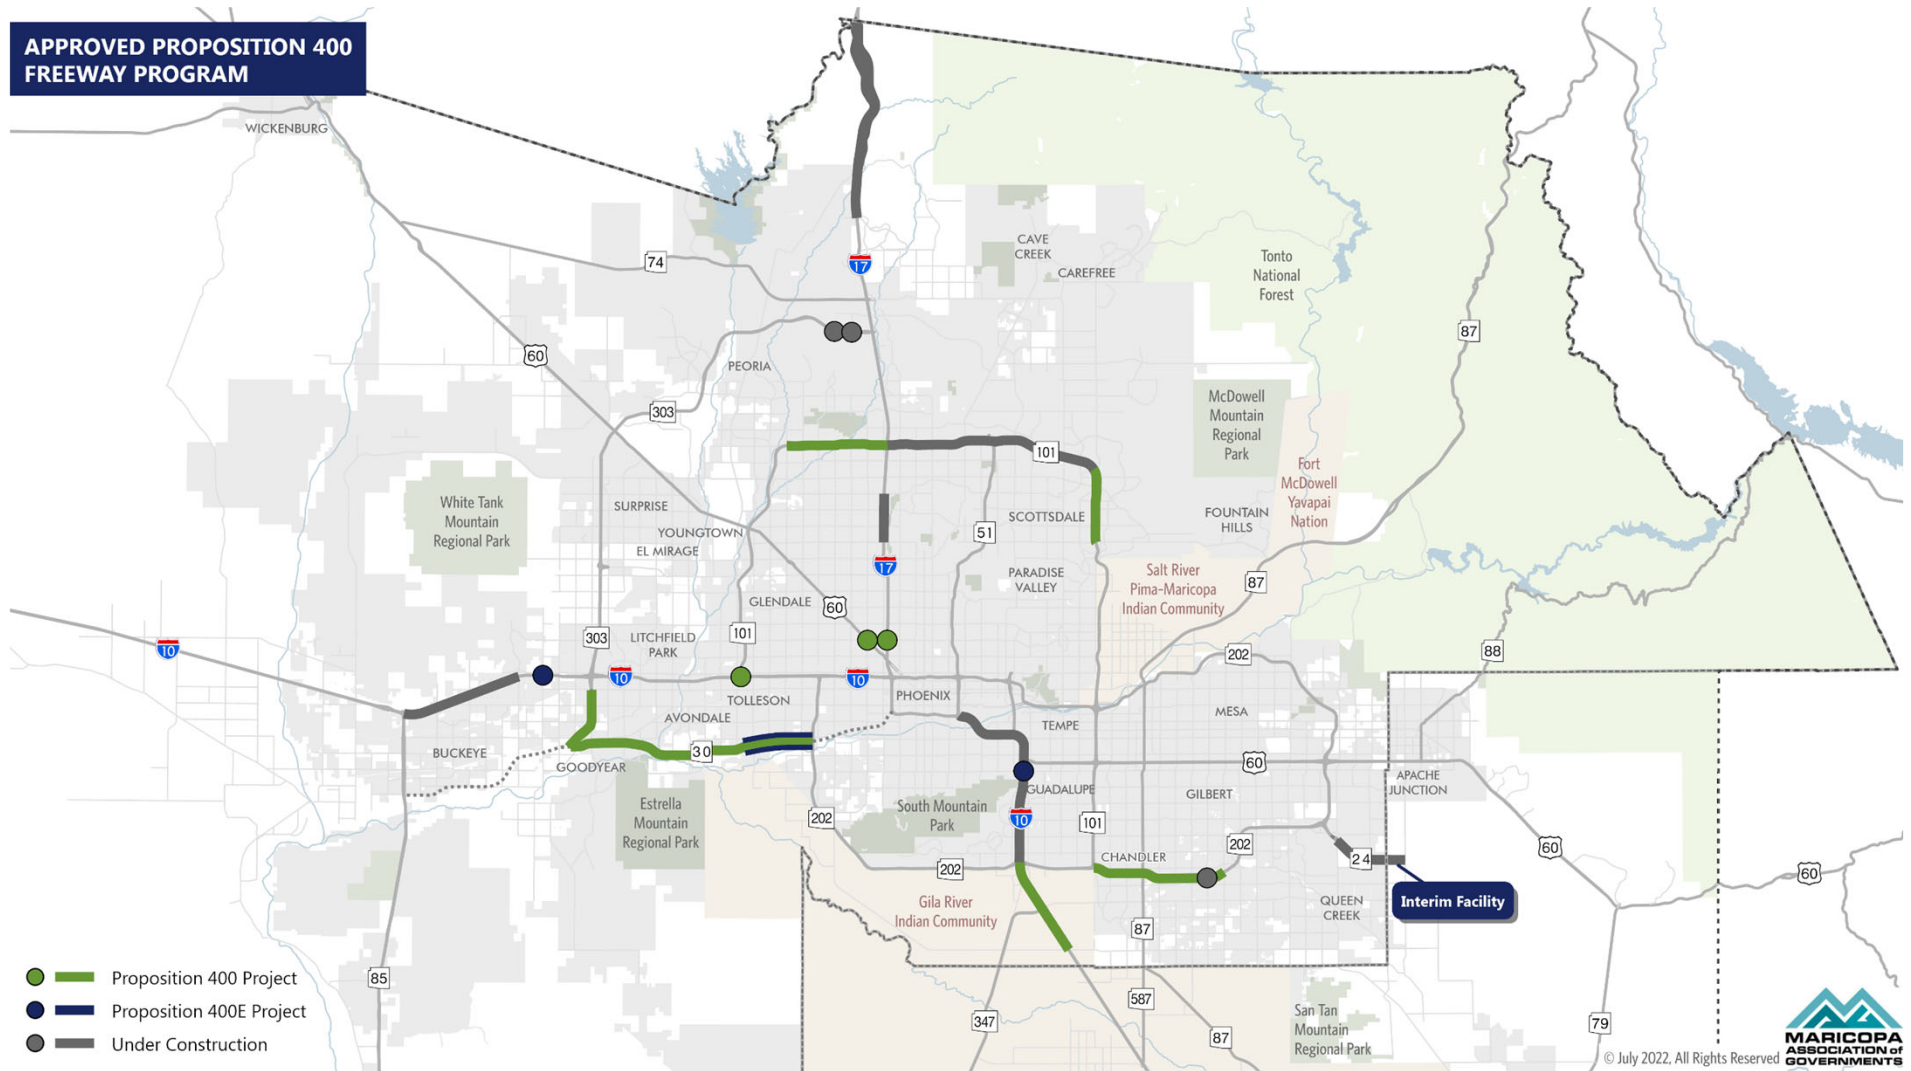 APPROVED PROPOSITION 400
FREEWAY PROGRAM
WICKENBURG
74
17
CAVE
CREEK
CAREFREE
Tonto
National
Forest
87
60
PEORIA
303
McDowell
Mountain
Regional
Park
101
Fort
McDowell
Yavapai
Nation
White Tank
Mountain
Regional Park
SURPRISE
YOUNGTOWN
EL MIRAGE
SCOTTSDALE
FOUNTAIN
HILLS
51
17
PARADISE
VALLEY
Salt River
Pima-Maricopa
Indian Community
87
GLENDALE
60
303
LITCHFIELD
PARK
101
10
10
10
202
88
TOLLESON
PHOENIX
AVONDALE
TEMPE
MESA
BUCKEYE
30
GOODYEAR
60
APACHE
JUNCTION
GUADALUPE
GILBERT
Estrella
Mountain
Regional Park
South Mountain
Park
202
10
101
CHANDLER
202
202
24
60
60
Interim Facility
QUEEN
CREEK
Gila River
Indian Community
87
85
Proposition 400 Project
Proposition 400E Project
Under Construction
587
347
87
San Tan
Mountain
Regional Park
79
© July 2022, All Rights Reserved
MARICOPA
ASSOCIATION of
GOVERNMENTS